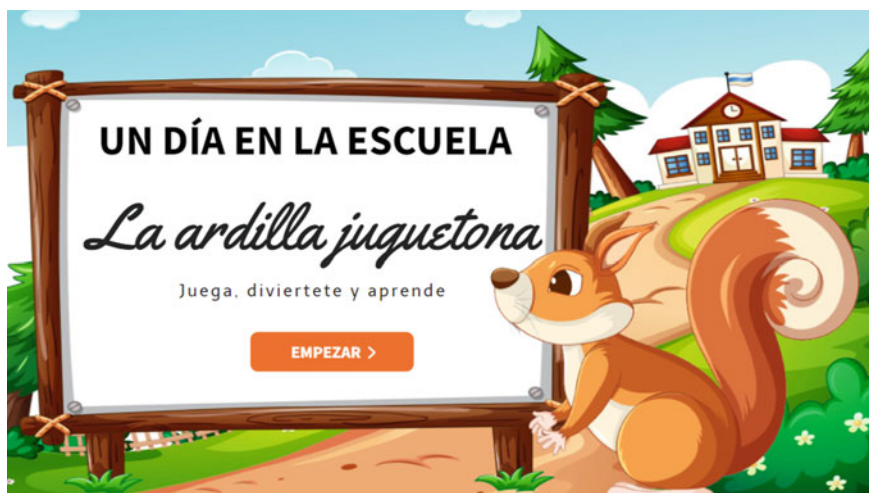 UN DÍA EN LA ESCUELA
La ardilla juguetona
Juega, diviertete y aprende
EMPEZAR >